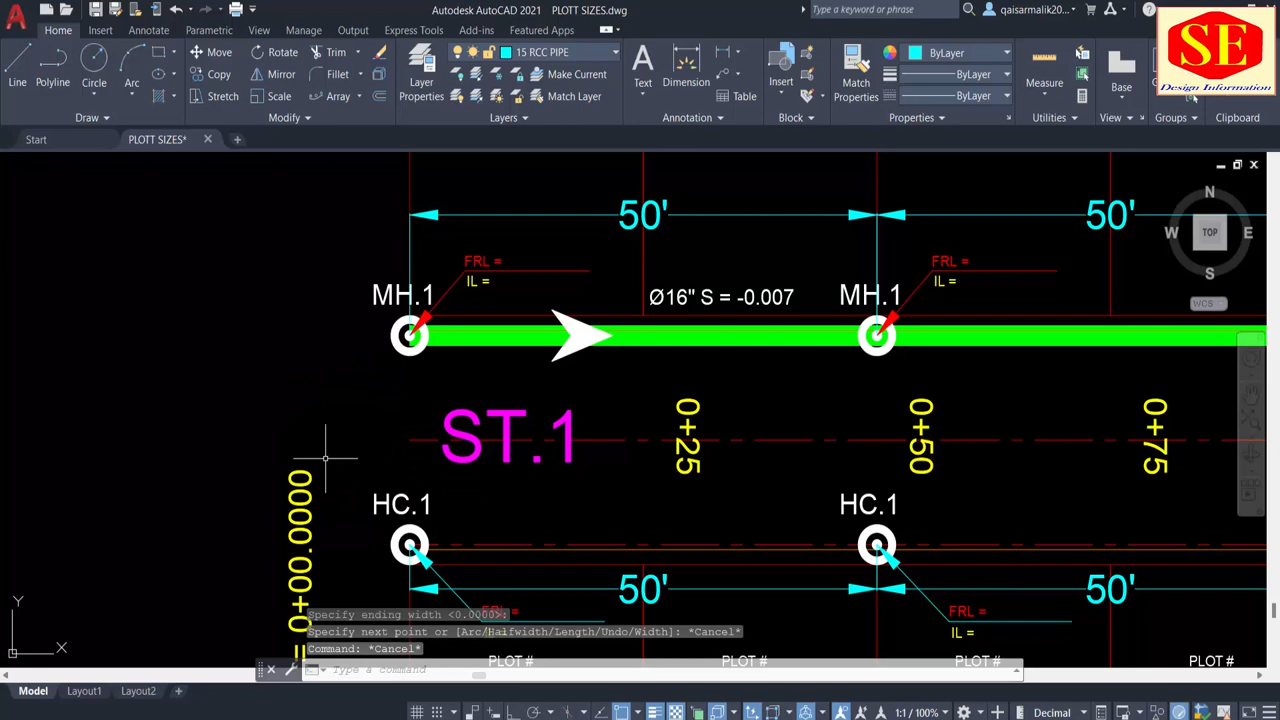 Autodesk AutoCAD 2021 PLOTT SIZES.dwg
Type a keyword or phrase
qaisarmalik20...
Home Insert Annotate Parametric View Manage Output Express Tools
Line Polyline Circle Arc
Move Rotate Trim
Copy Mirror Fillet
Stretch Scale Array
Layer Properties
15 RCC PIPE
Make Current
Match Layer
Text Dimension Table
Insert
Match Properties
ByLayer
ByLayer
ByLayer
Measure
Base
Draw Modify Layers Annotation Block Properties Utilities View Groups Clipboard
SE
Design Information
Start PLOTT SIZES*
N
W TOP E
S
WCS
50' 50'
FRL = FRL =
IL = IL =
MH.1 Ø16" S = -0.007 MH.1
ST.1 0+25 0+50 0+75
HC.1 HC.1
0+00.0000
50' 50'
FRL = FRL =
IL = IL =
PLOT # PLOT # PLOT # PLOT #
Y
X
Specify ending width <0.0000>:
Specify next point or [Arc/Halfwidth/Length/Undo/Width]: *Cancel*
Command: *Cancel*
Type a command
Model Layout1 Layout2
1:1 / 100% Decimal